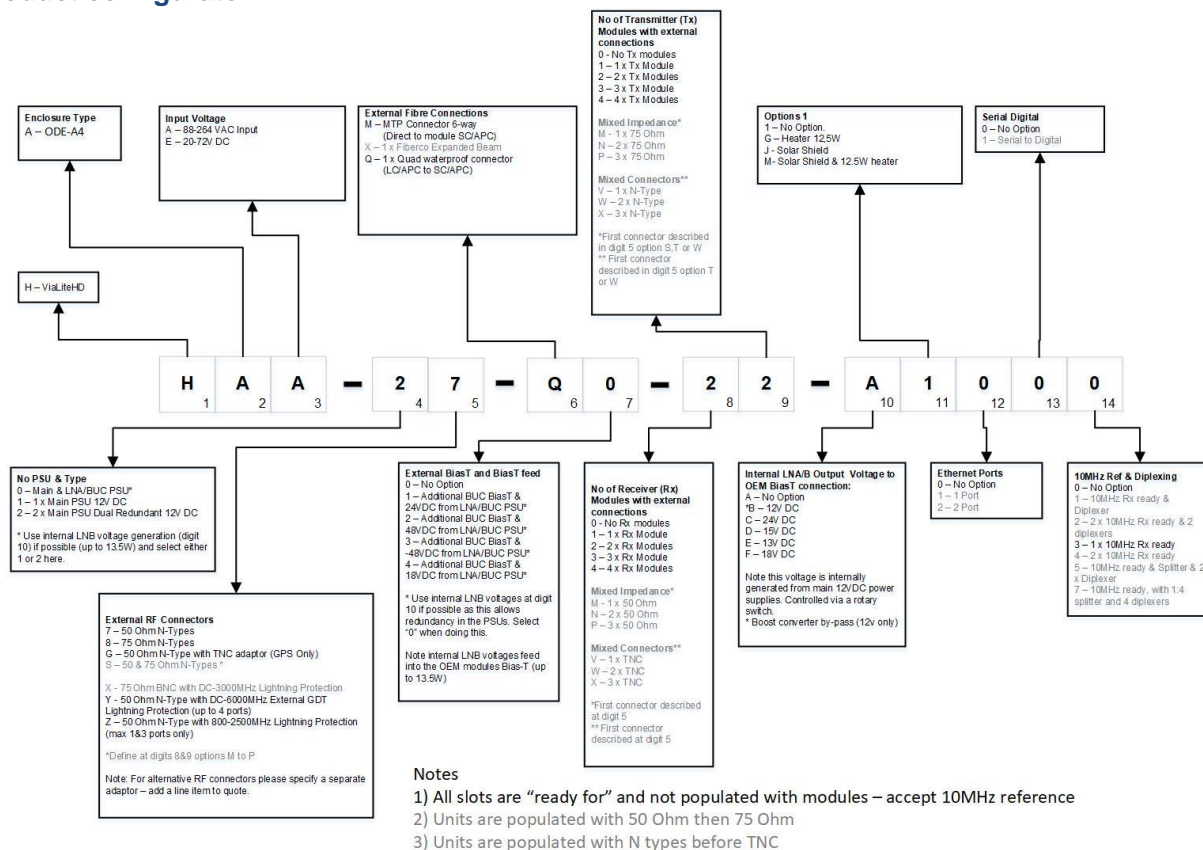 No of Transmitter (Tx)
Modules with external
connections
0 - No Tx modules
1 – 1 x Tx Module
2 – 2 x Tx Modules
3 – 3 x Tx Modules
4 – 4 x Tx Modules
Mixed Impedance*
M - 1 x 75 Ohm
N – 2 x 75 Ohm
P – 3 x 75 Ohm
Mixed Connectors**
V – 1 x N-Type
W – 2 x N-Type
X – 3 x N-Type
*First connector described
in digit 5 option S,T or W
** First connector
described in digit 5 option T
or W
Enclosure Type
A – ODE-A4
Input Voltage
A – 88-264 VAC Input
E – 20-72V DC
External Fibre Connections
M – MTP Connector 6-way
(Direct to module SC/APC)
X – 1 x Fiberco Expanded Beam
Q – 1 x Quad waterproof connector
(LC/APC to SC/APC)
Options 1
1 – No Option.
G – Heater 12,5W
J - Solar Shield
M- Solar Shield & 12.5W heater
Serial Digital
0 – No Option
1 – Serial to Digital
H – ViaLiteHD
H A A – 2 7 – Q 0 – 2 2 – A 1 0 0 0
1 2 3 4 5 6 7 8 9 10 11 12 13 14
No PSU & Type
0 – Main & LNA/BUC PSU*
1 – 1 x Main PSU 12V DC
2 – 2 x Main PSU Dual Redundant 12V DC
* Use internal LNB voltage generation (digit
10) if possible (up to 13.5W) and select either
1 or 2 here.
External RF Connectors
7 – 50 Ohm N-Types
8 – 75 Ohm N-Types
G – 50 Ohm N-Type with TNC adaptor (GPS Only)
S – 50 & 75 Ohm N-Types *
X - 75 Ohm BNC with DC-3000MHz Lightning Protection
Y - 50 Ohm N-Type with DC-6000MHz External GDT
Lightning Protection (up to 4 ports)
Z – 50 Ohm N-Type with 800-2500MHz Lightning Protection
(max 1&3 ports only)
*Define at digits 8&9 options M to P
Note: For alternative RF connectors please specify a separate
adaptor – add a line item to quote.
External BiasT and BiasT feed
0 – No Option
1 – Additional BUC BiasT &
24VDC from LNA/BUC PSU*
2 – Additional BUC BiasT &
48VDC from LNA/BUC PSU*
3 – Additional BUC BiasT &
-48VDC from LNA/BUC PSU*
4 – Additional BUC BiasT &
18VDC from LNA/BUC PSU*
* Use internal LNB voltages at digit
10 if possible as this allows
redundancy in the PSUs. Select
"0" when doing this.
Note internal LNB voltages feed
into the OEM modules Bias-T (up
to 13.5W)
No of Receiver (Rx)
Modules with external
connections
0 - No Rx modules
1 – 1 x Rx Module
2 – 2 x Rx Modules
3 – 3 x Rx Modules
4 – 4 x Rx Modules
Mixed Impedance*
M - 1 x 50 Ohm
N – 2 x 50 Ohm
P – 3 x 50 Ohm
Mixed Connectors**
V – 1 x TNC
W – 2 x TNC
X – 3 x TNC
*First connector described
at digit 5
** First connector
described at digit 5
Internal LNA/B Output Voltage to
OEM BiasT connection:
A – No Option
*B – 12V DC
C – 24V DC
D – 15V DC
E – 13V DC
F – 18V DC
Note this voltage is internally
generated from main 12VDC power
supplies. Controlled via a rotary
switch.
* Boost converter by-pass (12v only)
Ethernet Ports
0 – No Option
1 – 1 Port
2 – 2 Port
10MHz Ref & Diplexing
0 – No Option
1 – 10MHz Rx ready &
Diplexer
2 – 2 x 10MHz Rx ready & 2
diplexers
3 – 1 x 10MHz Rx ready
4 – 2 x 10MHz Rx ready
5 – 10MHz ready & Splitter & 2
x Diplexer
7 – 10MHz ready, with 1:4
splitter and 4 diplexers
Notes
1) All slots are "ready for" and not populated with modules – accept 10MHz reference
2) Units are populated with 50 Ohm then 75 Ohm
3) Units are populated with N types before TNC